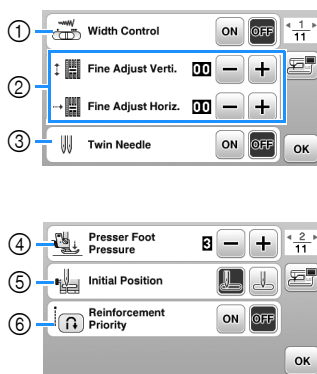 ① Width Control ON OFF 1
11
② Fine Adjust Verti. 00 − +
Fine Adjust Horiz. 00 − +
③ Twin Needle ON OFF OK
④ Presser Foot
Pressure 3 − + 2
11
⑤ Initial Position
⑥ Reinforcement
Priority ON OFF
OK